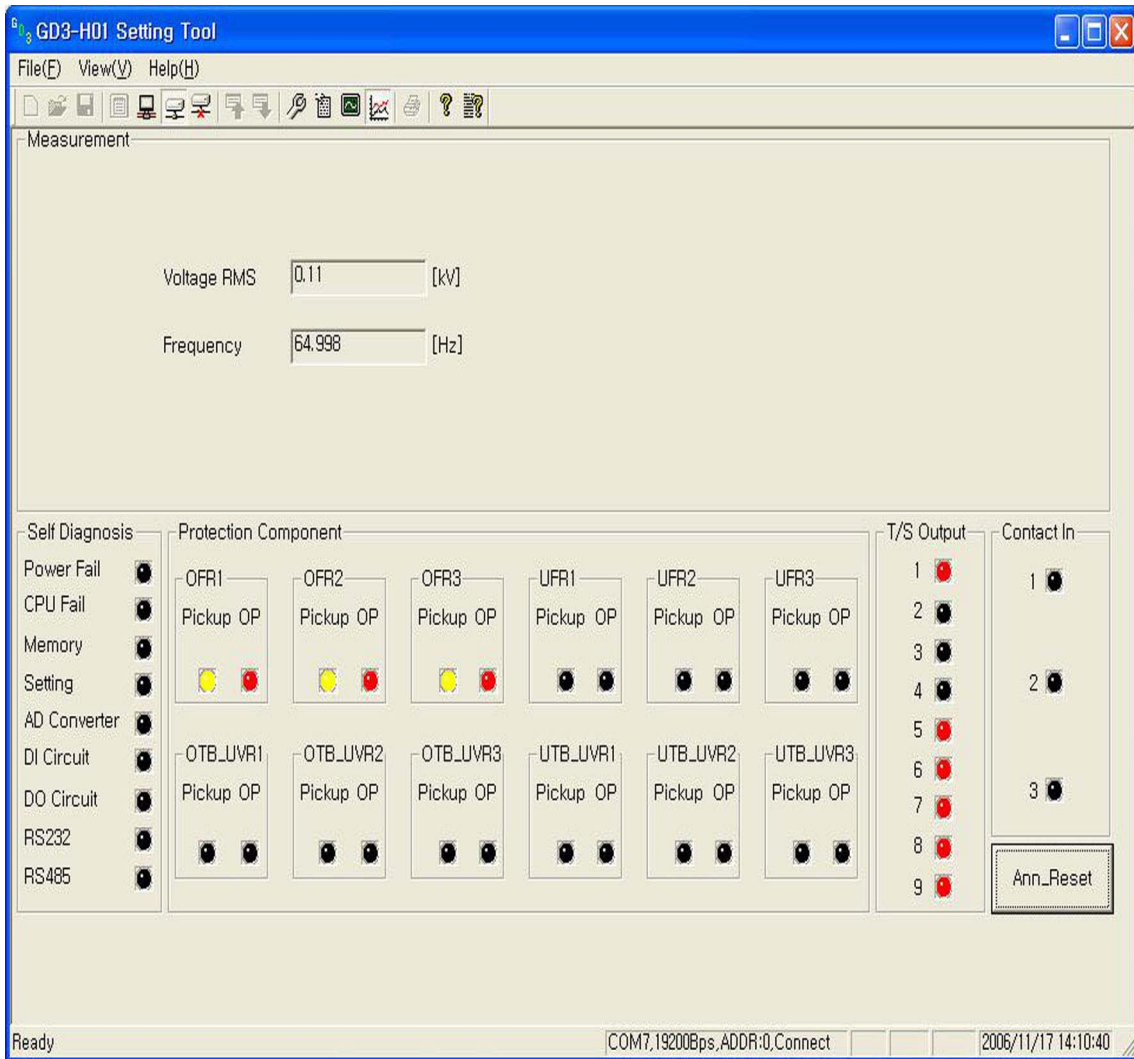 GD3 GD3-H01 Setting Tool
File(F) View(V) Help(H)
Measurement
Voltage RMS 0.11 [kV]
Frequency 64.998 [Hz]
Self Diagnosis
Power Fail
CPU Fail
Memory
Setting
AD Converter
DI Circuit
DO Circuit
RS232
RS485
Protection Component
OFR1 OFR2 OFR3 UFR1 UFR2 UFR3
Pickup OP Pickup OP Pickup OP Pickup OP Pickup OP Pickup OP
OTB_UVR1 OTB_UVR2 OTB_UVR3 UTB_UVR1 UTB_UVR2 UTB_UVR3
Pickup OP Pickup OP Pickup OP Pickup OP Pickup OP Pickup OP
T/S Output
1
2
3
4
5
6
7
8
9
Contact In
1
2
3
Ann_Reset
Ready COM7,19200Bps,ADDR:0,Connect 2006/11/17 14:10:40